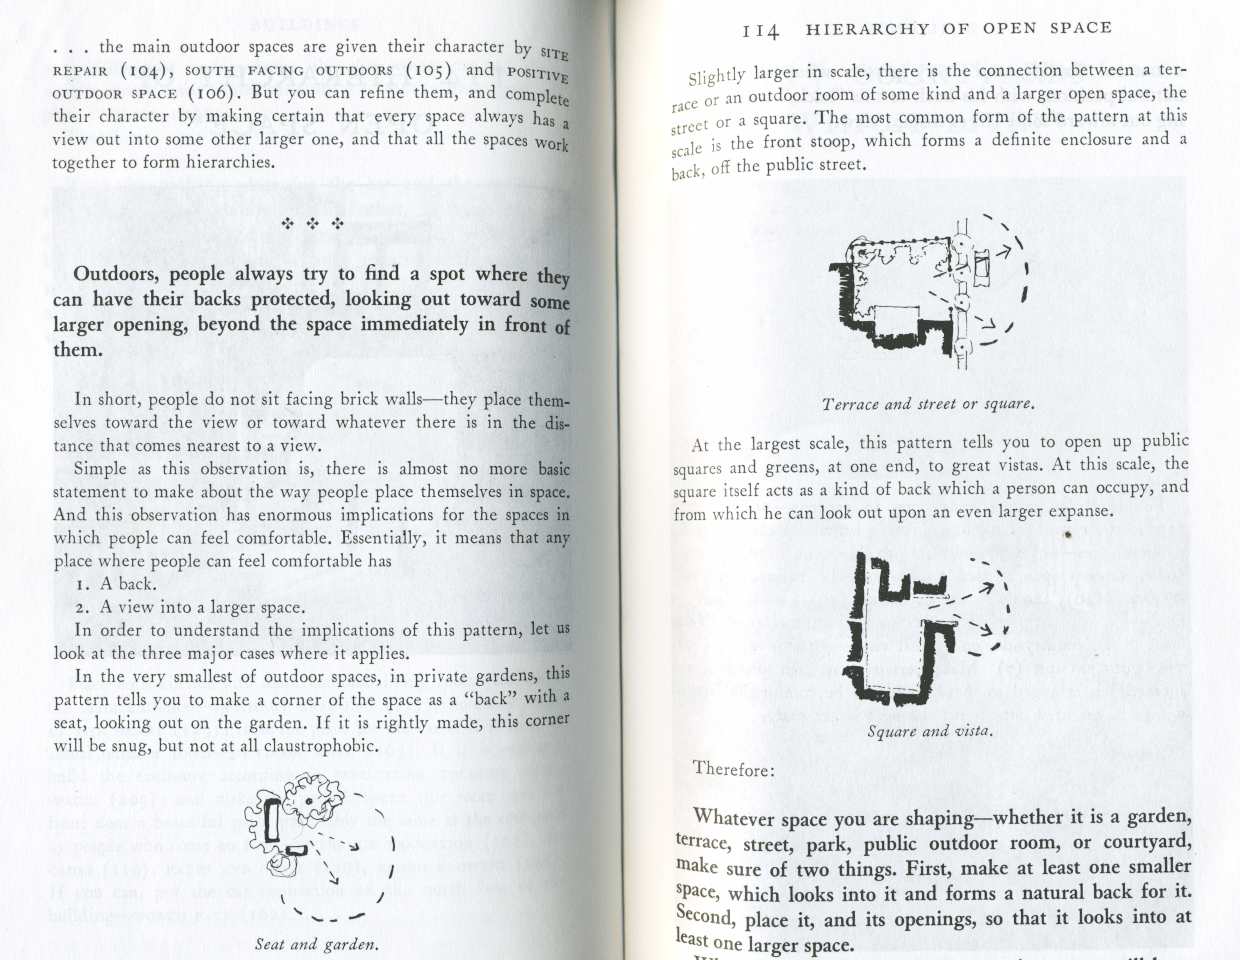 . . . the main outdoor spaces are given their character by SITE
REPAIR (104), SOUTH FACING OUTDOORS (105) and POSITIVE
OUTDOOR SPACE (106). But you can refine them, and complete
their character by making certain that every space always has a
view out into some other larger one, and that all the spaces work
together to form hierarchies.
Outdoors, people always try to find a spot where they
can have their backs protected, looking out toward some
larger opening, beyond the space immediately in front of
them.
In short, people do not sit facing brick walls—they place them-
selves toward the view or toward whatever there is in the dis-
tance that comes nearest to a view.
Simple as this observation is, there is almost no more basic
statement to make about the way people place themselves in space.
And this observation has enormous implications for the spaces in
which people can feel comfortable. Essentially, it means that any
place where people can feel comfortable has
1. A back.
2. A view into a larger space.
In order to understand the implications of this pattern, let us
look at the three major cases where it applies.
In the very smallest of outdoor spaces, in private gardens, this
pattern tells you to make a corner of the space as a “back” with a
seat, looking out on the garden. If it is rightly made, this corner
will be snug, but not at all claustrophobic.
Seat and garden.
114 HIERARCHY OF OPEN SPACE
Slightly larger in scale, there is the connection between a ter-
race or an outdoor room of some kind and a larger open space, the
street or a square. The most common form of the pattern at this
scale is the front stoop, which forms a definite enclosure and a
back, off the public street.
Terrace and street or square.
At the largest scale, this pattern tells you to open up public
squares and greens, at one end, to great vistas. At this scale, the
square itself acts as a kind of back which a person can occupy, and
from which he can look out upon an even larger expanse.
Square and vista.
Therefore:
Whatever space you are shaping—whether it is a garden,
terrace, street, park, public outdoor room, or courtyard,
make sure of two things. First, make at least one smaller
space, which looks into it and forms a natural back for it.
Second, place it, and its openings, so that it looks into at
least one larger space.